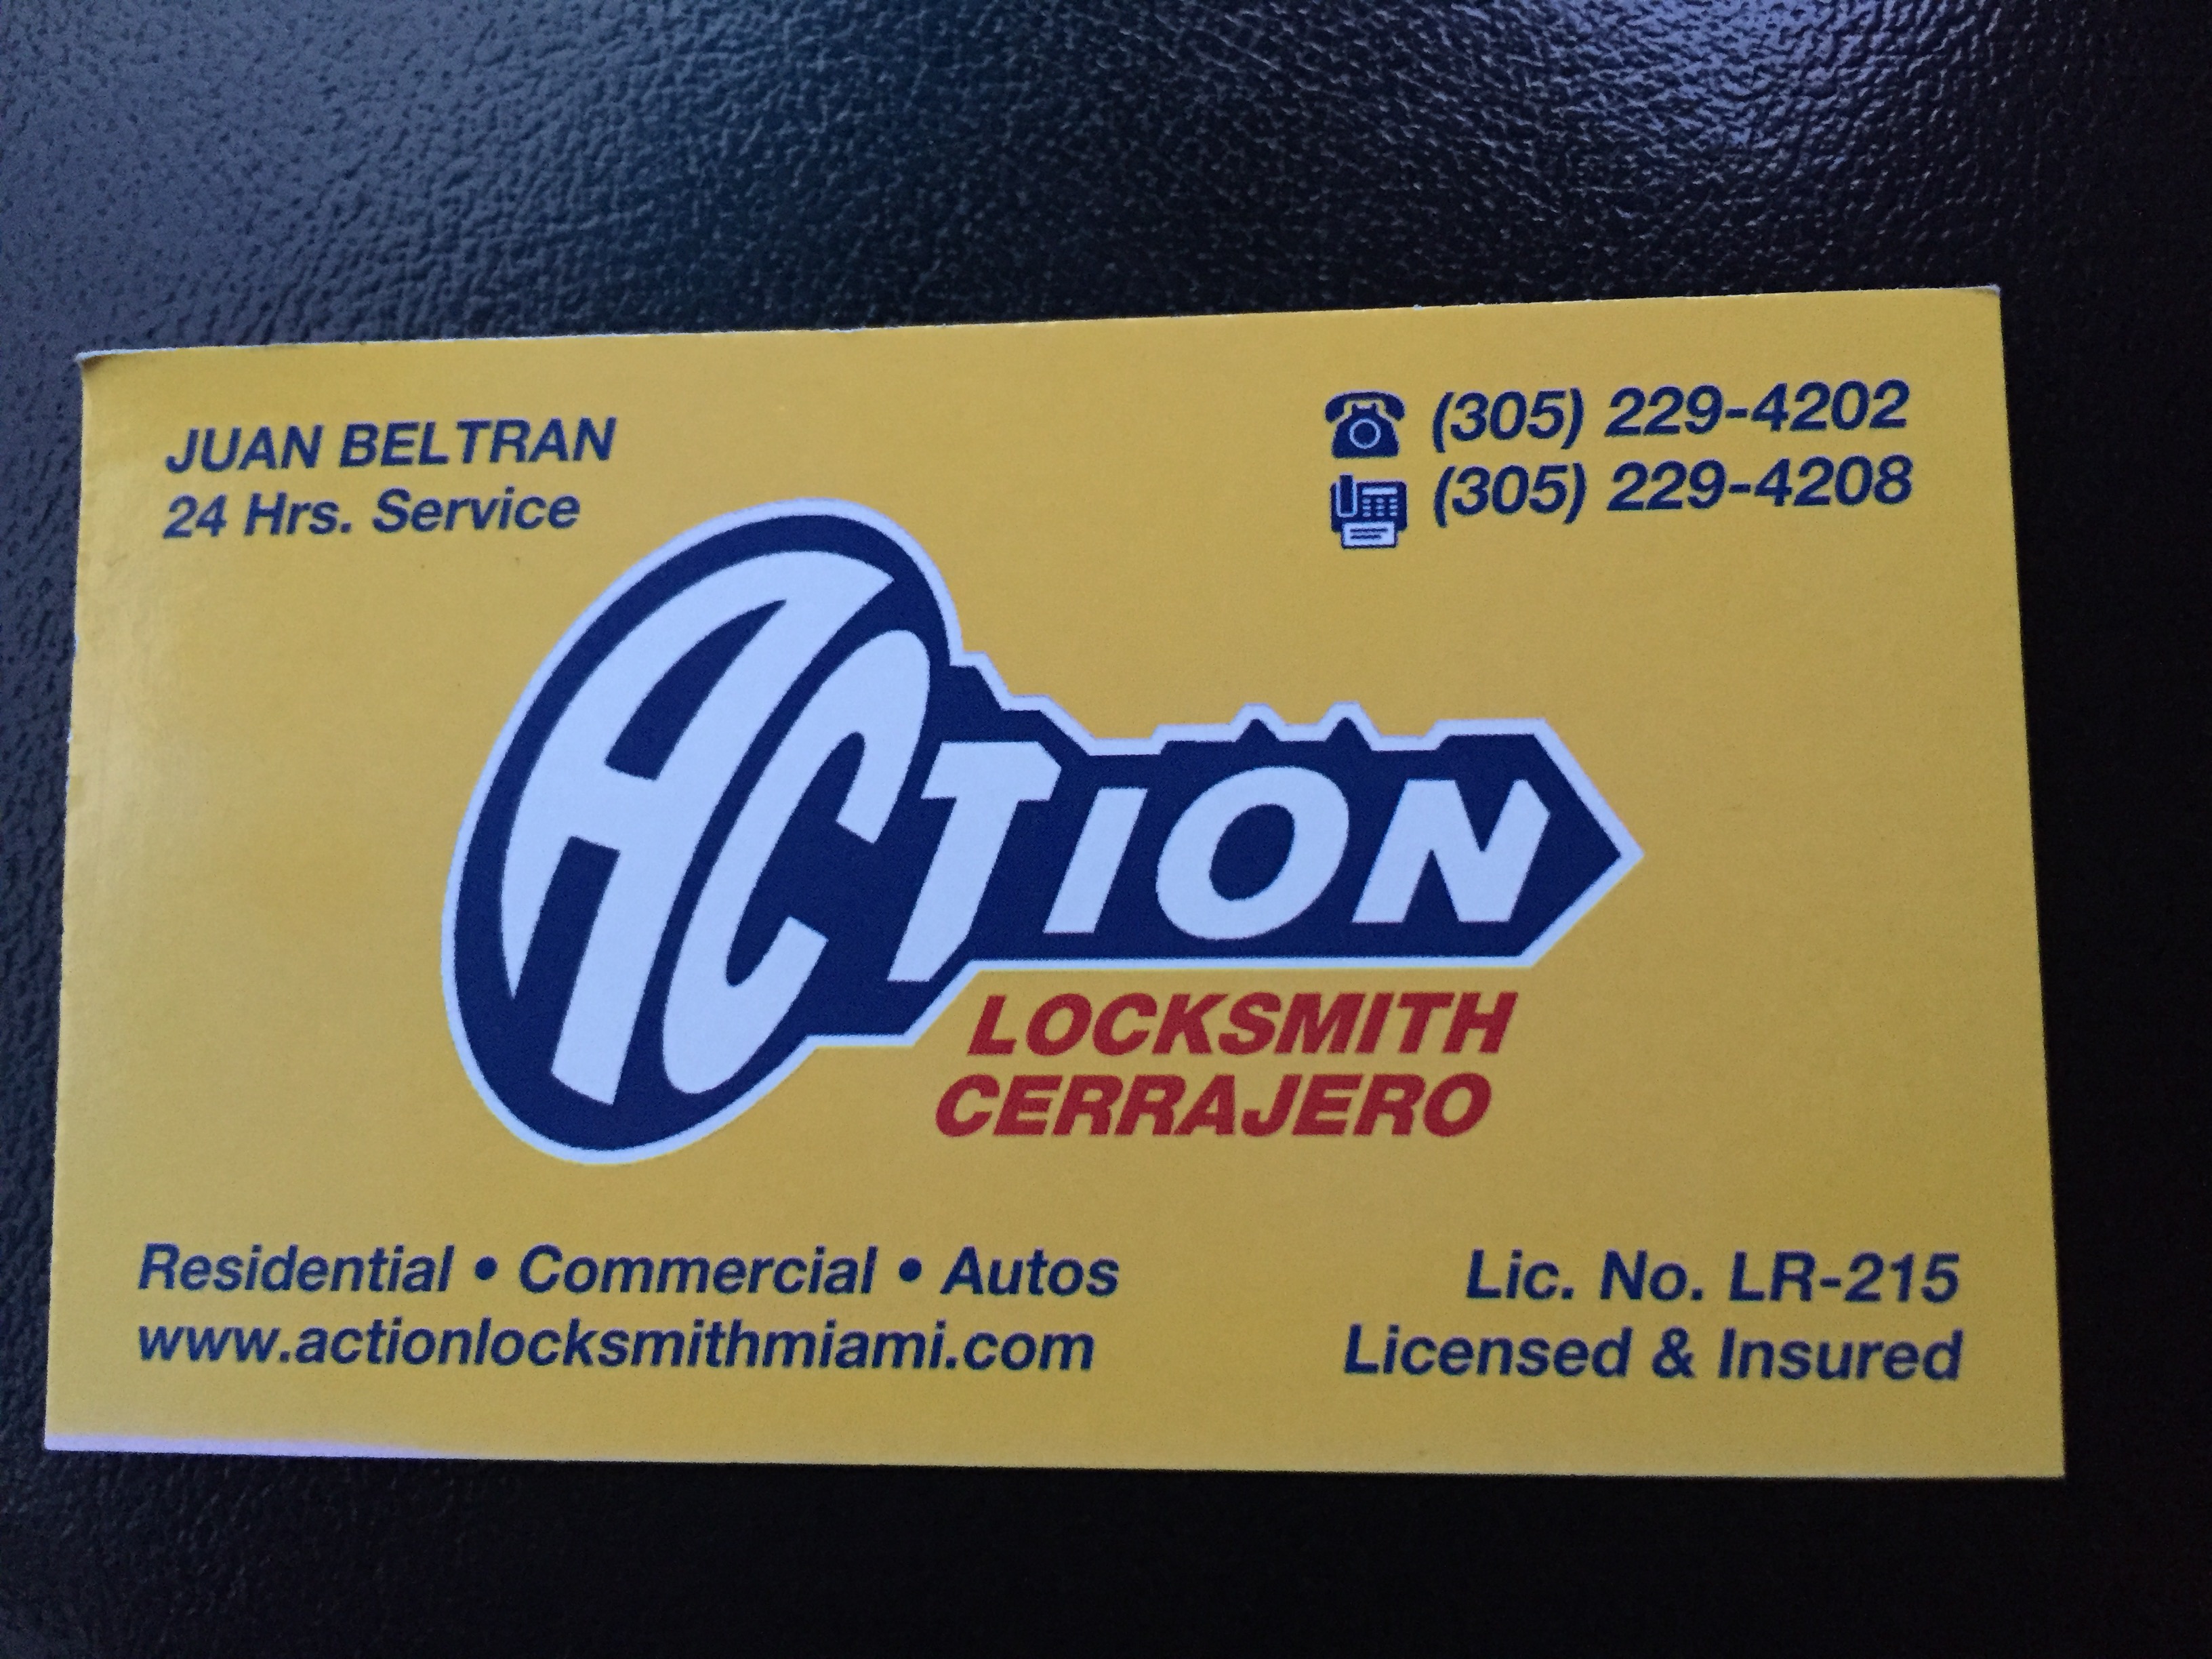 JUAN BELTRAN
24 Hrs. Service
(305) 229-4202
(305) 229-4208
ACTION
LOCKSMITH
CERRAJERO
Residential • Commercial • Autos
www.actionlocksmithmiami.com
Lic. No. LR-215
Licensed & Insured